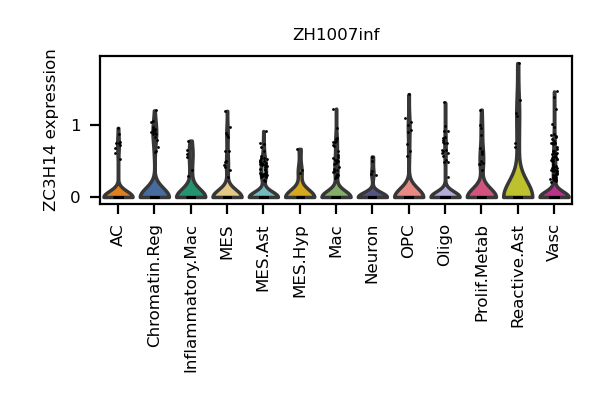 ZH1007inf
ZC3H14 expression
1
0
AC
Chromatin.Reg
Inflammatory.Mac
MES
MES.Ast
MES.Hyp
Mac
Neuron
OPC
Oligo
Prolif.Metab
Reactive.Ast
Vasc